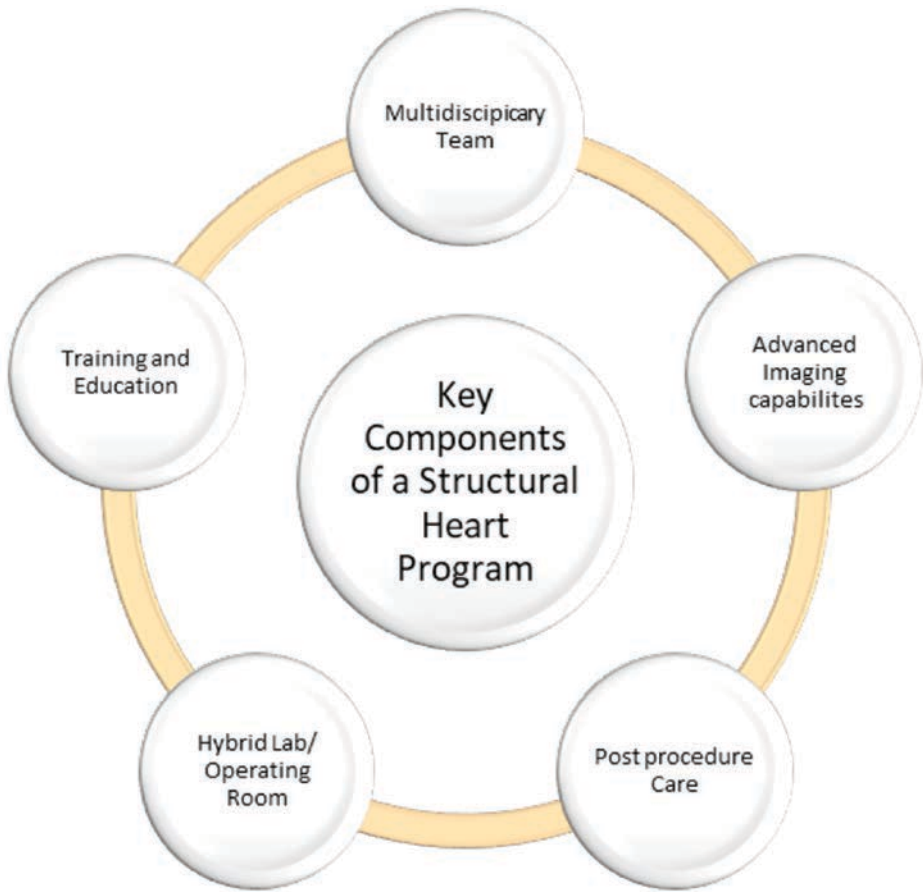 Multidiscipicary
Team
Advanced
Imaging
capabilites
Training and
Education
Key
Components
of a Structural
Heart
Program
Hybrid Lab/
Operating
Room
Post procedure
Care